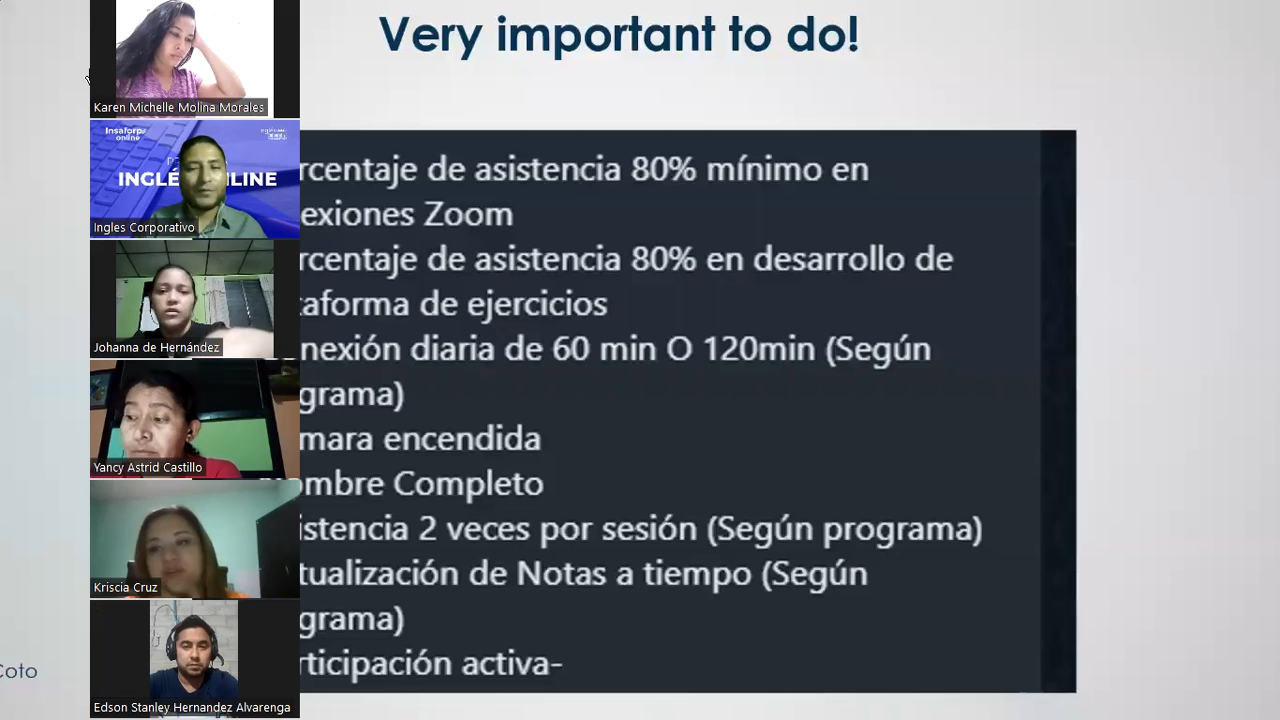 Very important to do!
Karen Michelle Molina Morales
Insaforp
online
INGLÉ INLINE
Ingles Corporativo
Johanna de Hernández
Yancy Astrid Castillo
Kriscia Cruz
Edson Stanley Hernandez Alvarenga
rcentaje de asistencia 80% mínimo en
exiones Zoom
rcentaje de asistencia 80% en desarrollo de
taforma de ejercicios
nexión diaria de 60 min O 120min (Según
grama)
mara encendida
ombre Completo
istencia 2 veces por sesión (Según programa)
tualización de Notas a tiempo (Según
grama)
rticipación activa-
Coto